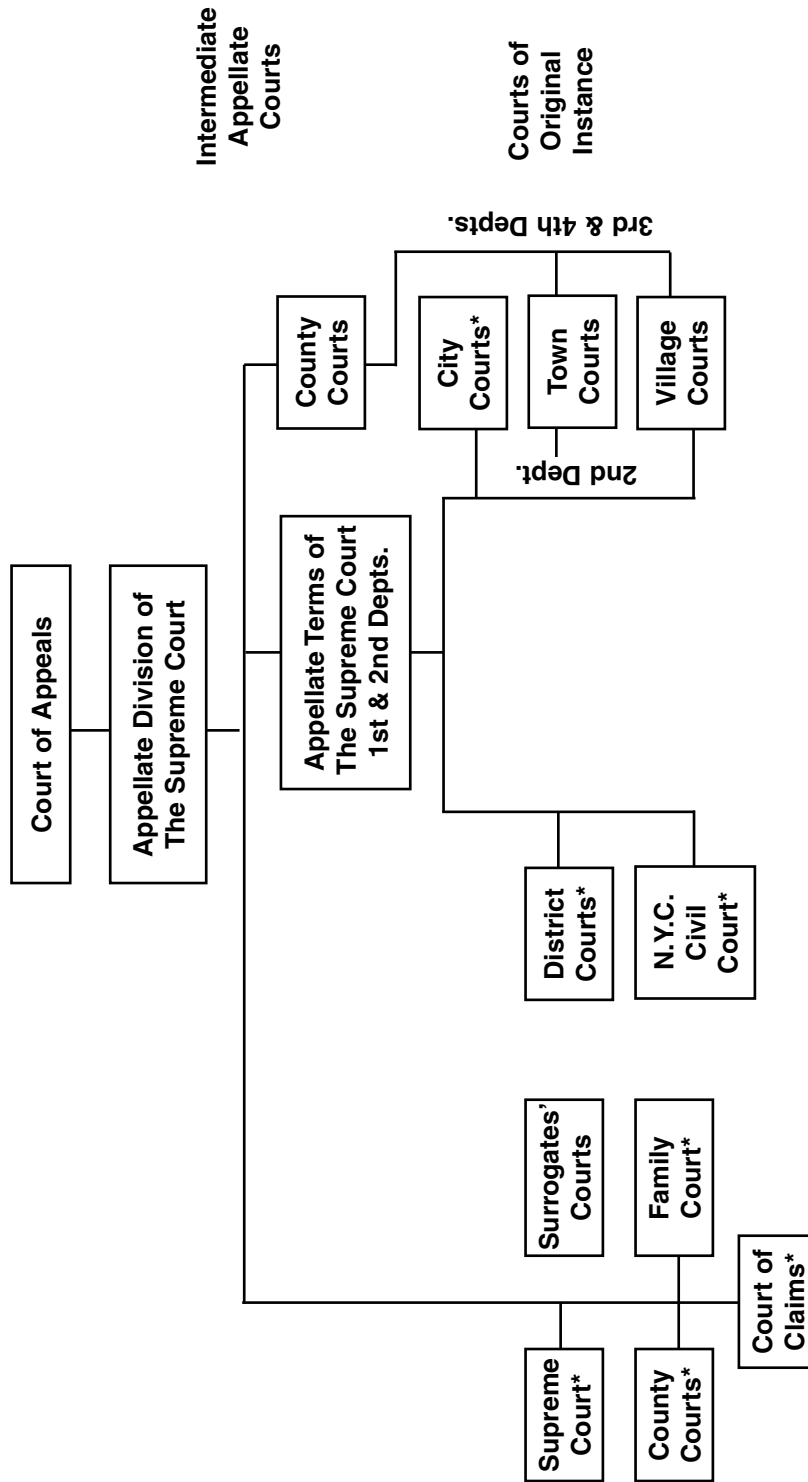 Court of Appeals
Appellate Division of
The Supreme Court
Intermediate
Appellate
Courts
Appellate Terms of
The Supreme Court
1st & 2nd Depts.
County
Courts
Courts of
Original
Instance
Supreme
Court*
Surrogates'
Courts
County
Courts*
Family
Court*
Court of
Claims*
District
Courts*
N.Y.C.
Civil
Court*
2nd Dept.
City
Courts*
Town
Courts
Village
Courts
3rd & 4th Depts.